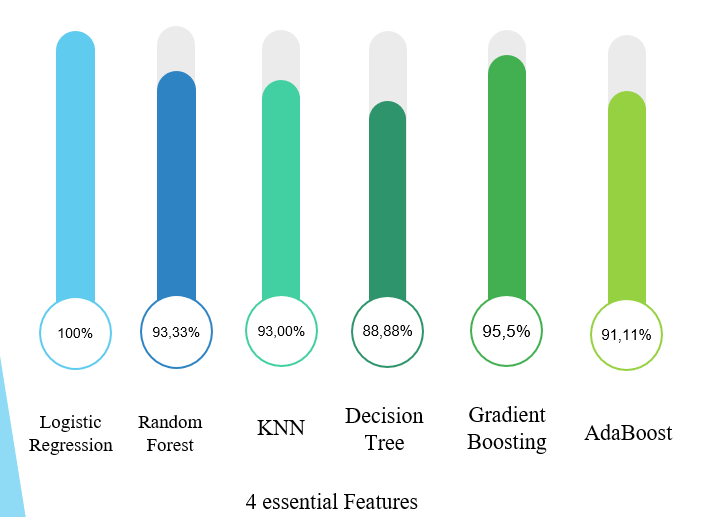 100%
93,33%
93,00%
88,88%
95,5%
91,11%
Logistic
Regression
Random
Forest
KNN
Decision
Tree
Gradient
Boosting
AdaBoost
4 essential Features